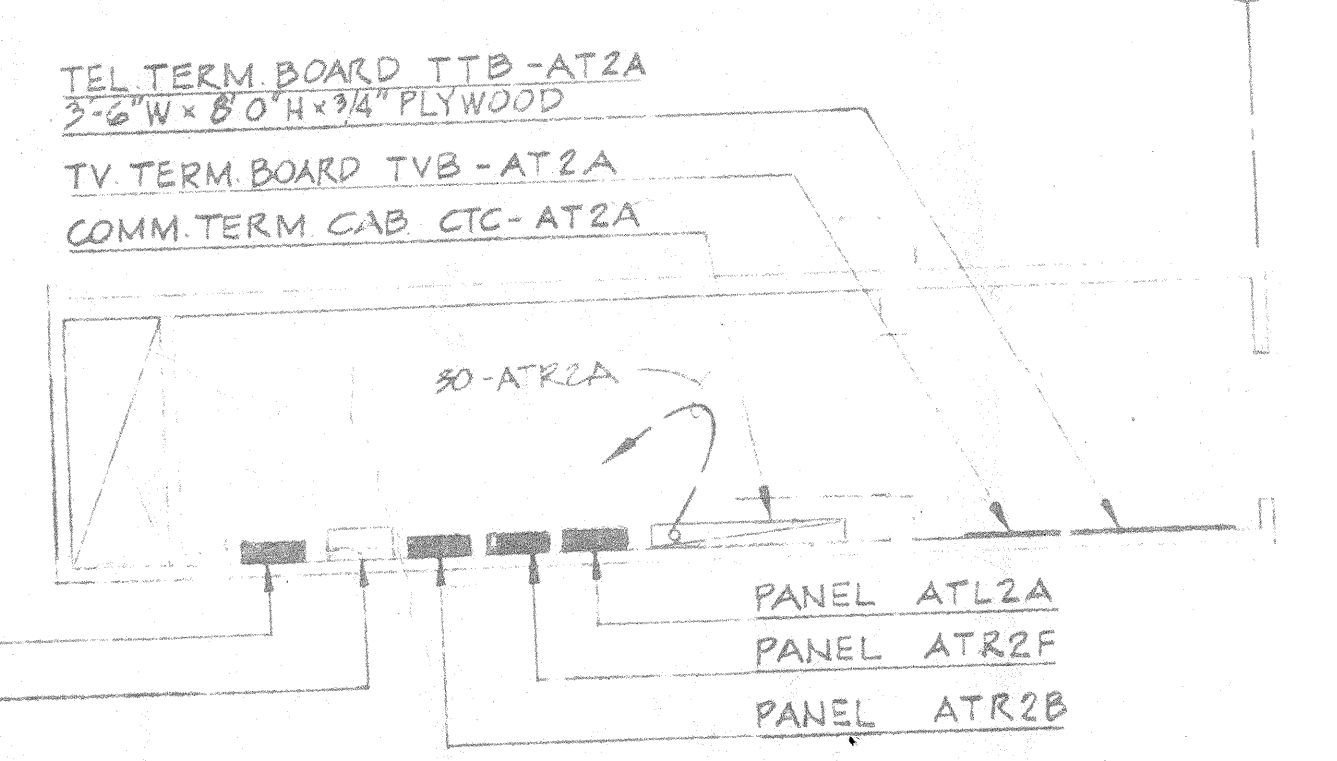 TEL. TERM. BOARD TTB-AT2A
3'-6"W x 8'0"H x 3/4" PLYWOOD
TV. TERM. BOARD TVB-AT2A
COMM. TERM. CAB. CTC-AT2A
30-ATR2A
PANEL ATL2A
PANEL ATR2F
PANEL ATR2B